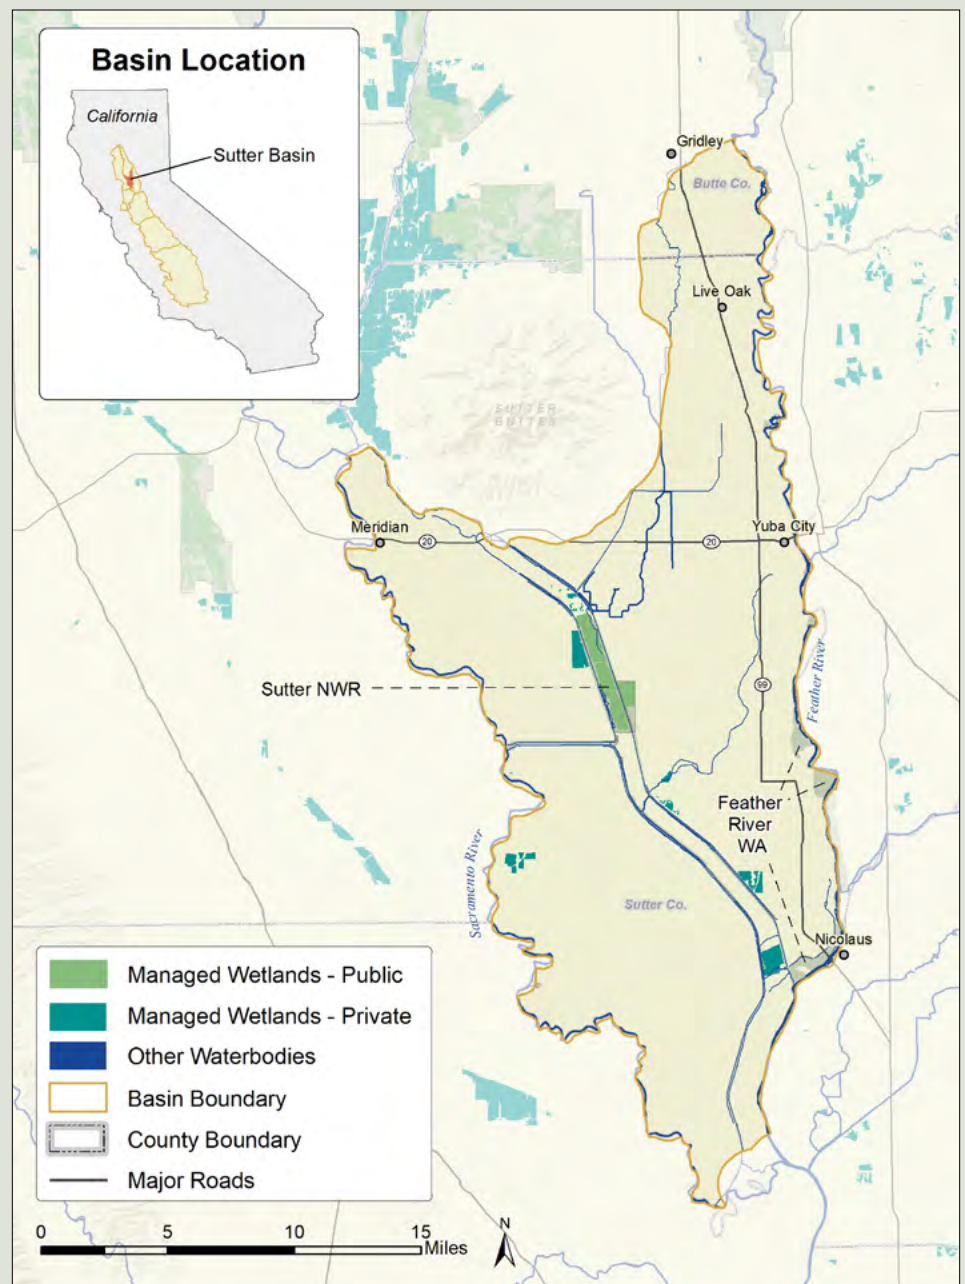 Basin Location
California
Sutter Basin
Gridley
Butte Co.
Live Oak
SUTTER
BUTTES
Meridian
20
20
Yuba City
Sutter NWR
99
Feather River
Feather
River
WA
Sacramento River
Sutter Co.
Nicolaus
Managed Wetlands - Public
Managed Wetlands - Private
Other Waterbodies
Basin Boundary
County Boundary
Major Roads
0 5 10 15
Miles
N